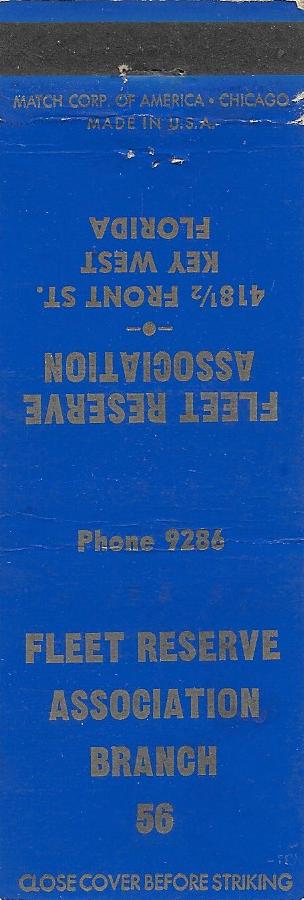 MATCH CORP. OF AMERICA • CHICAGO
MADE IN U.S.A.
FLEET RESERVE
ASSOCIATION
418½ FRONT ST.
KEY WEST
FLORIDA
Phone 9286
FLEET RESERVE
ASSOCIATION
BRANCH
56
CLOSE COVER BEFORE STRIKING